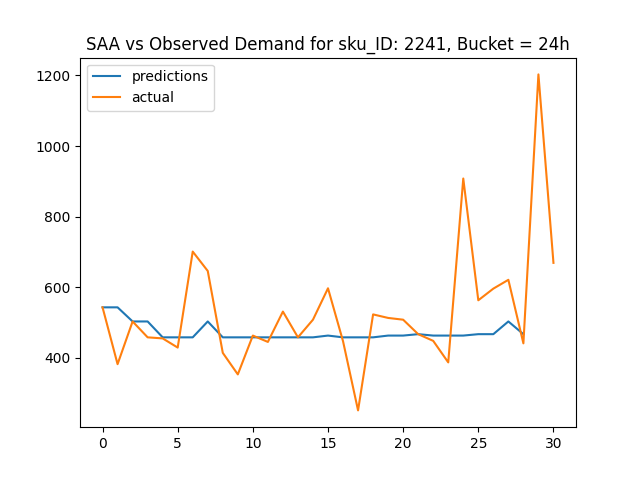 SAA vs Observed Demand for sku_ID: 2241, Bucket = 24h
predictions
actual
1200
1000
800
600
400
0 5 10 15 20 25 30